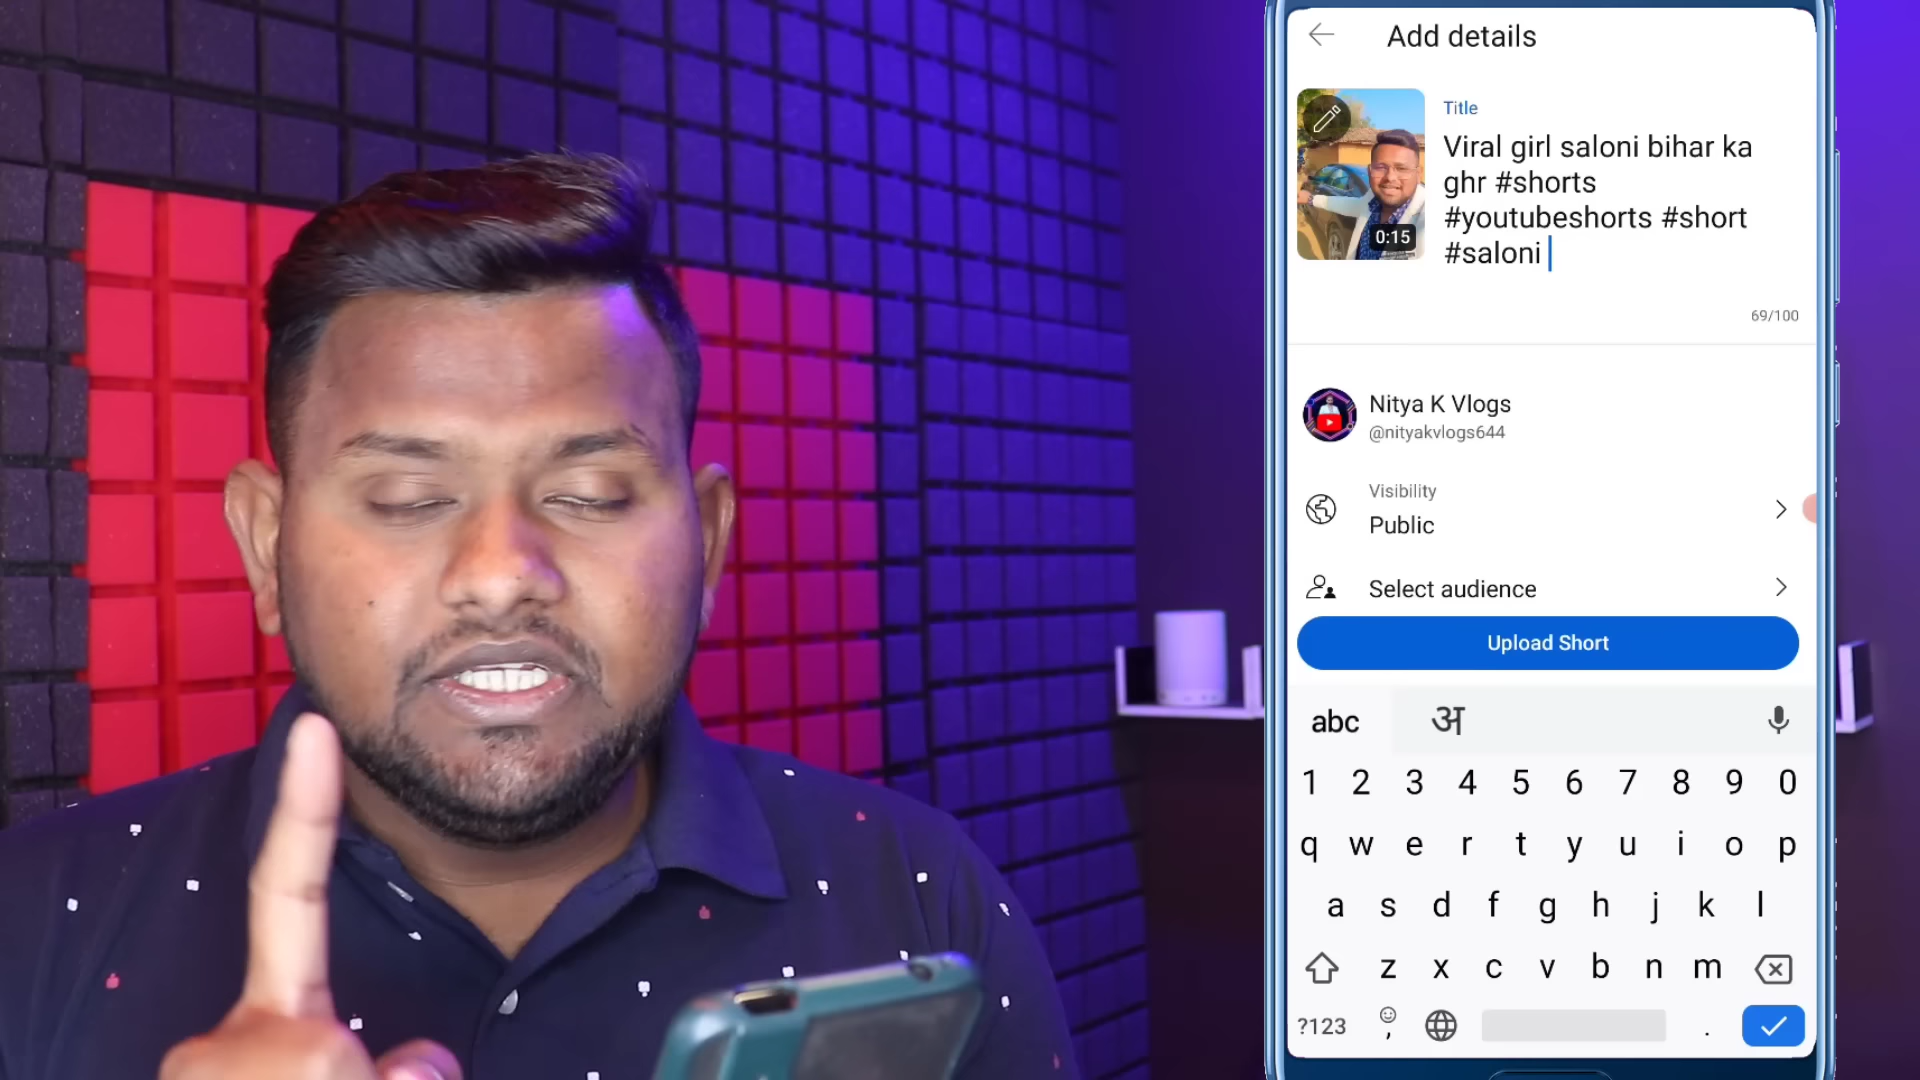 Add details
Title
Viral girl saloni bihar ka
ghr #shorts
#youtubeshorts #short
#saloni
0:15
69/100
Nitya K Vlogs
@nityakvlogs644
Visibility
Public
Select audience
Upload Short
abc अ
1 2 3 4 5 6 7 8 9 0
q w e r t y u i o p
a s d f g h j k l
z x c v b n m
?123 , .